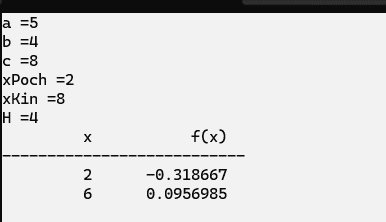 a =5
b =4
c =8
xPoch =2
xKin =8
H =4
x f(x)
---------------------------
2 -0.318667
6 0.0956985